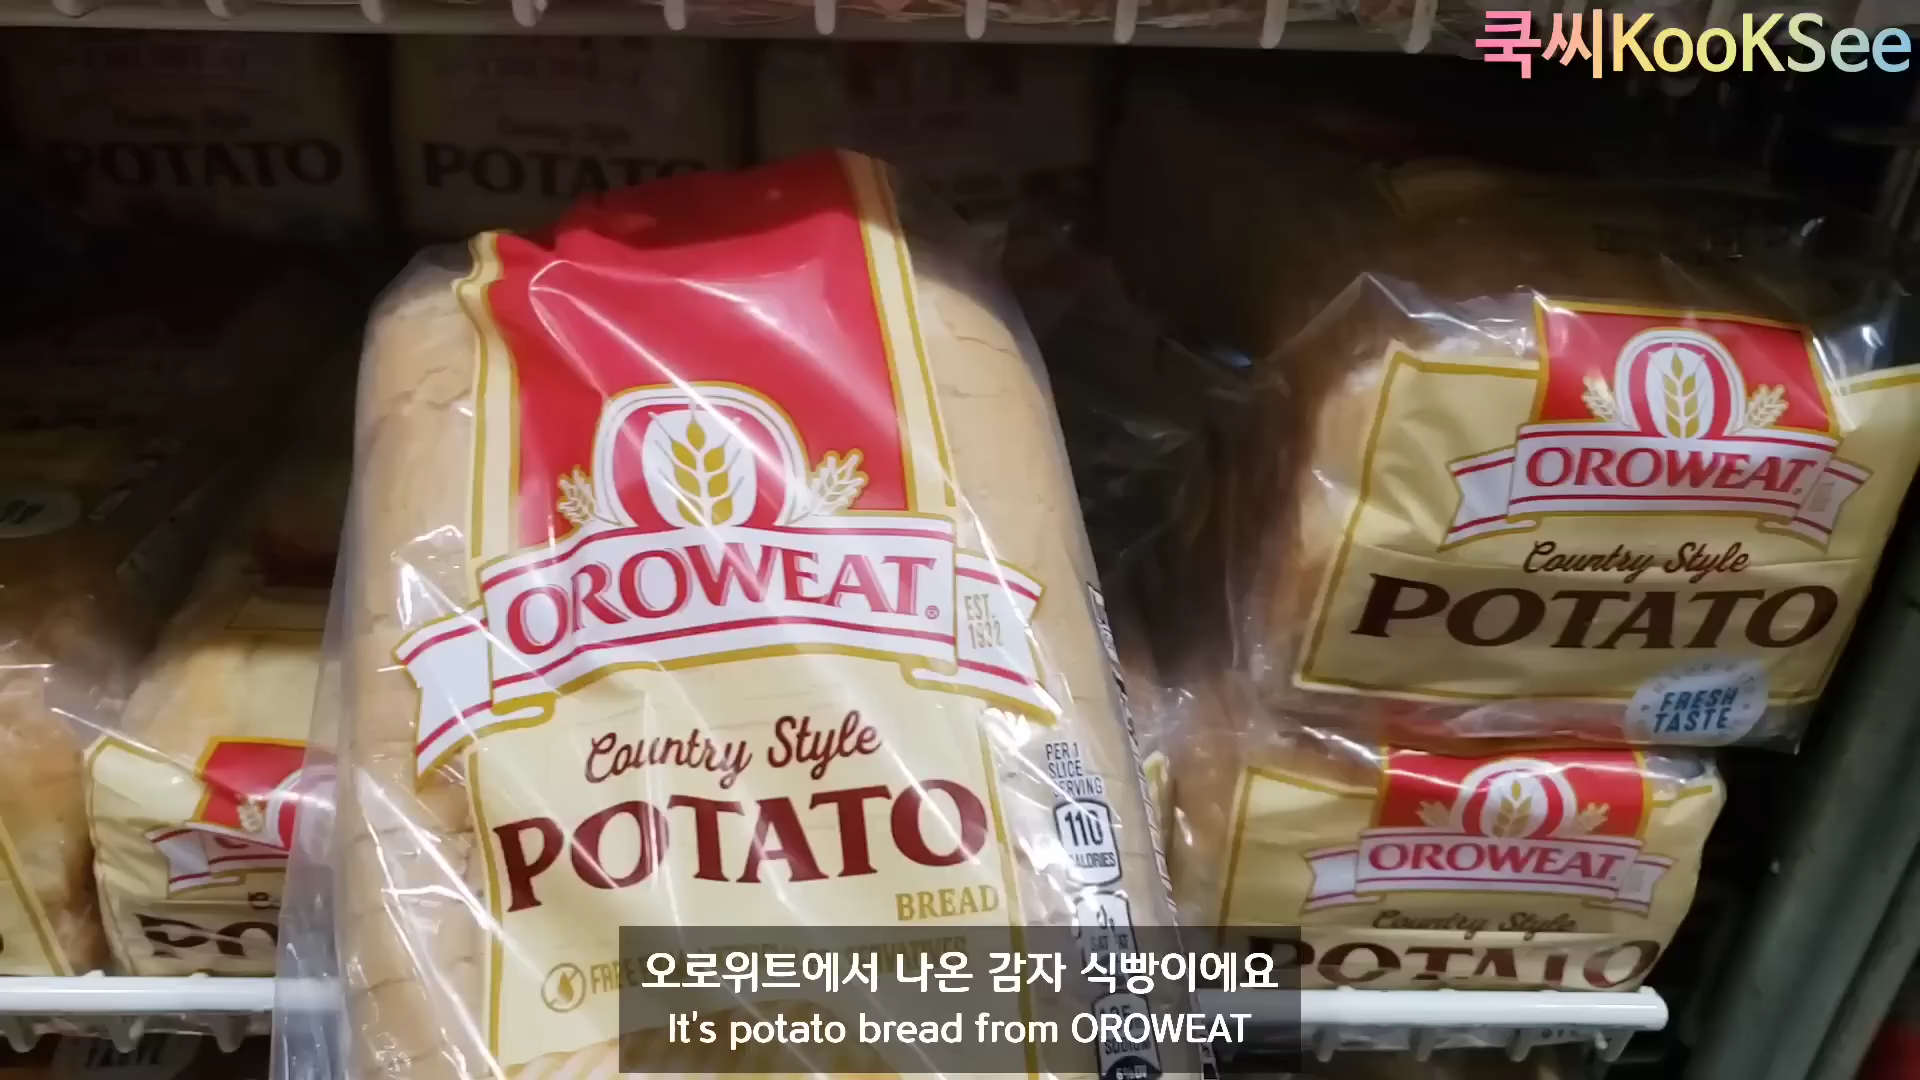 쿡씨KooKSee
POTATO
POTATO
OROWEAT®
EST.
1932
Country Style
POTATO
BREAD
PER 1
SLICE
SERVING
110
CALORIES
OROWEAT
Country Style
POTATO
FRESH
TASTE
OROWEAT
Country Style
POTATO
오로위트에서 나온 감자 식빵이에요
It's potato bread from OROWEAT